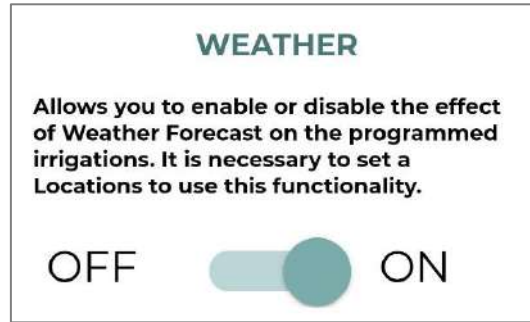 WEATHER
Allows you to enable or disable the effect
of Weather Forecast on the programmed
irrigations. It is necessary to set a
Locations to use this functionality.
OFF ON